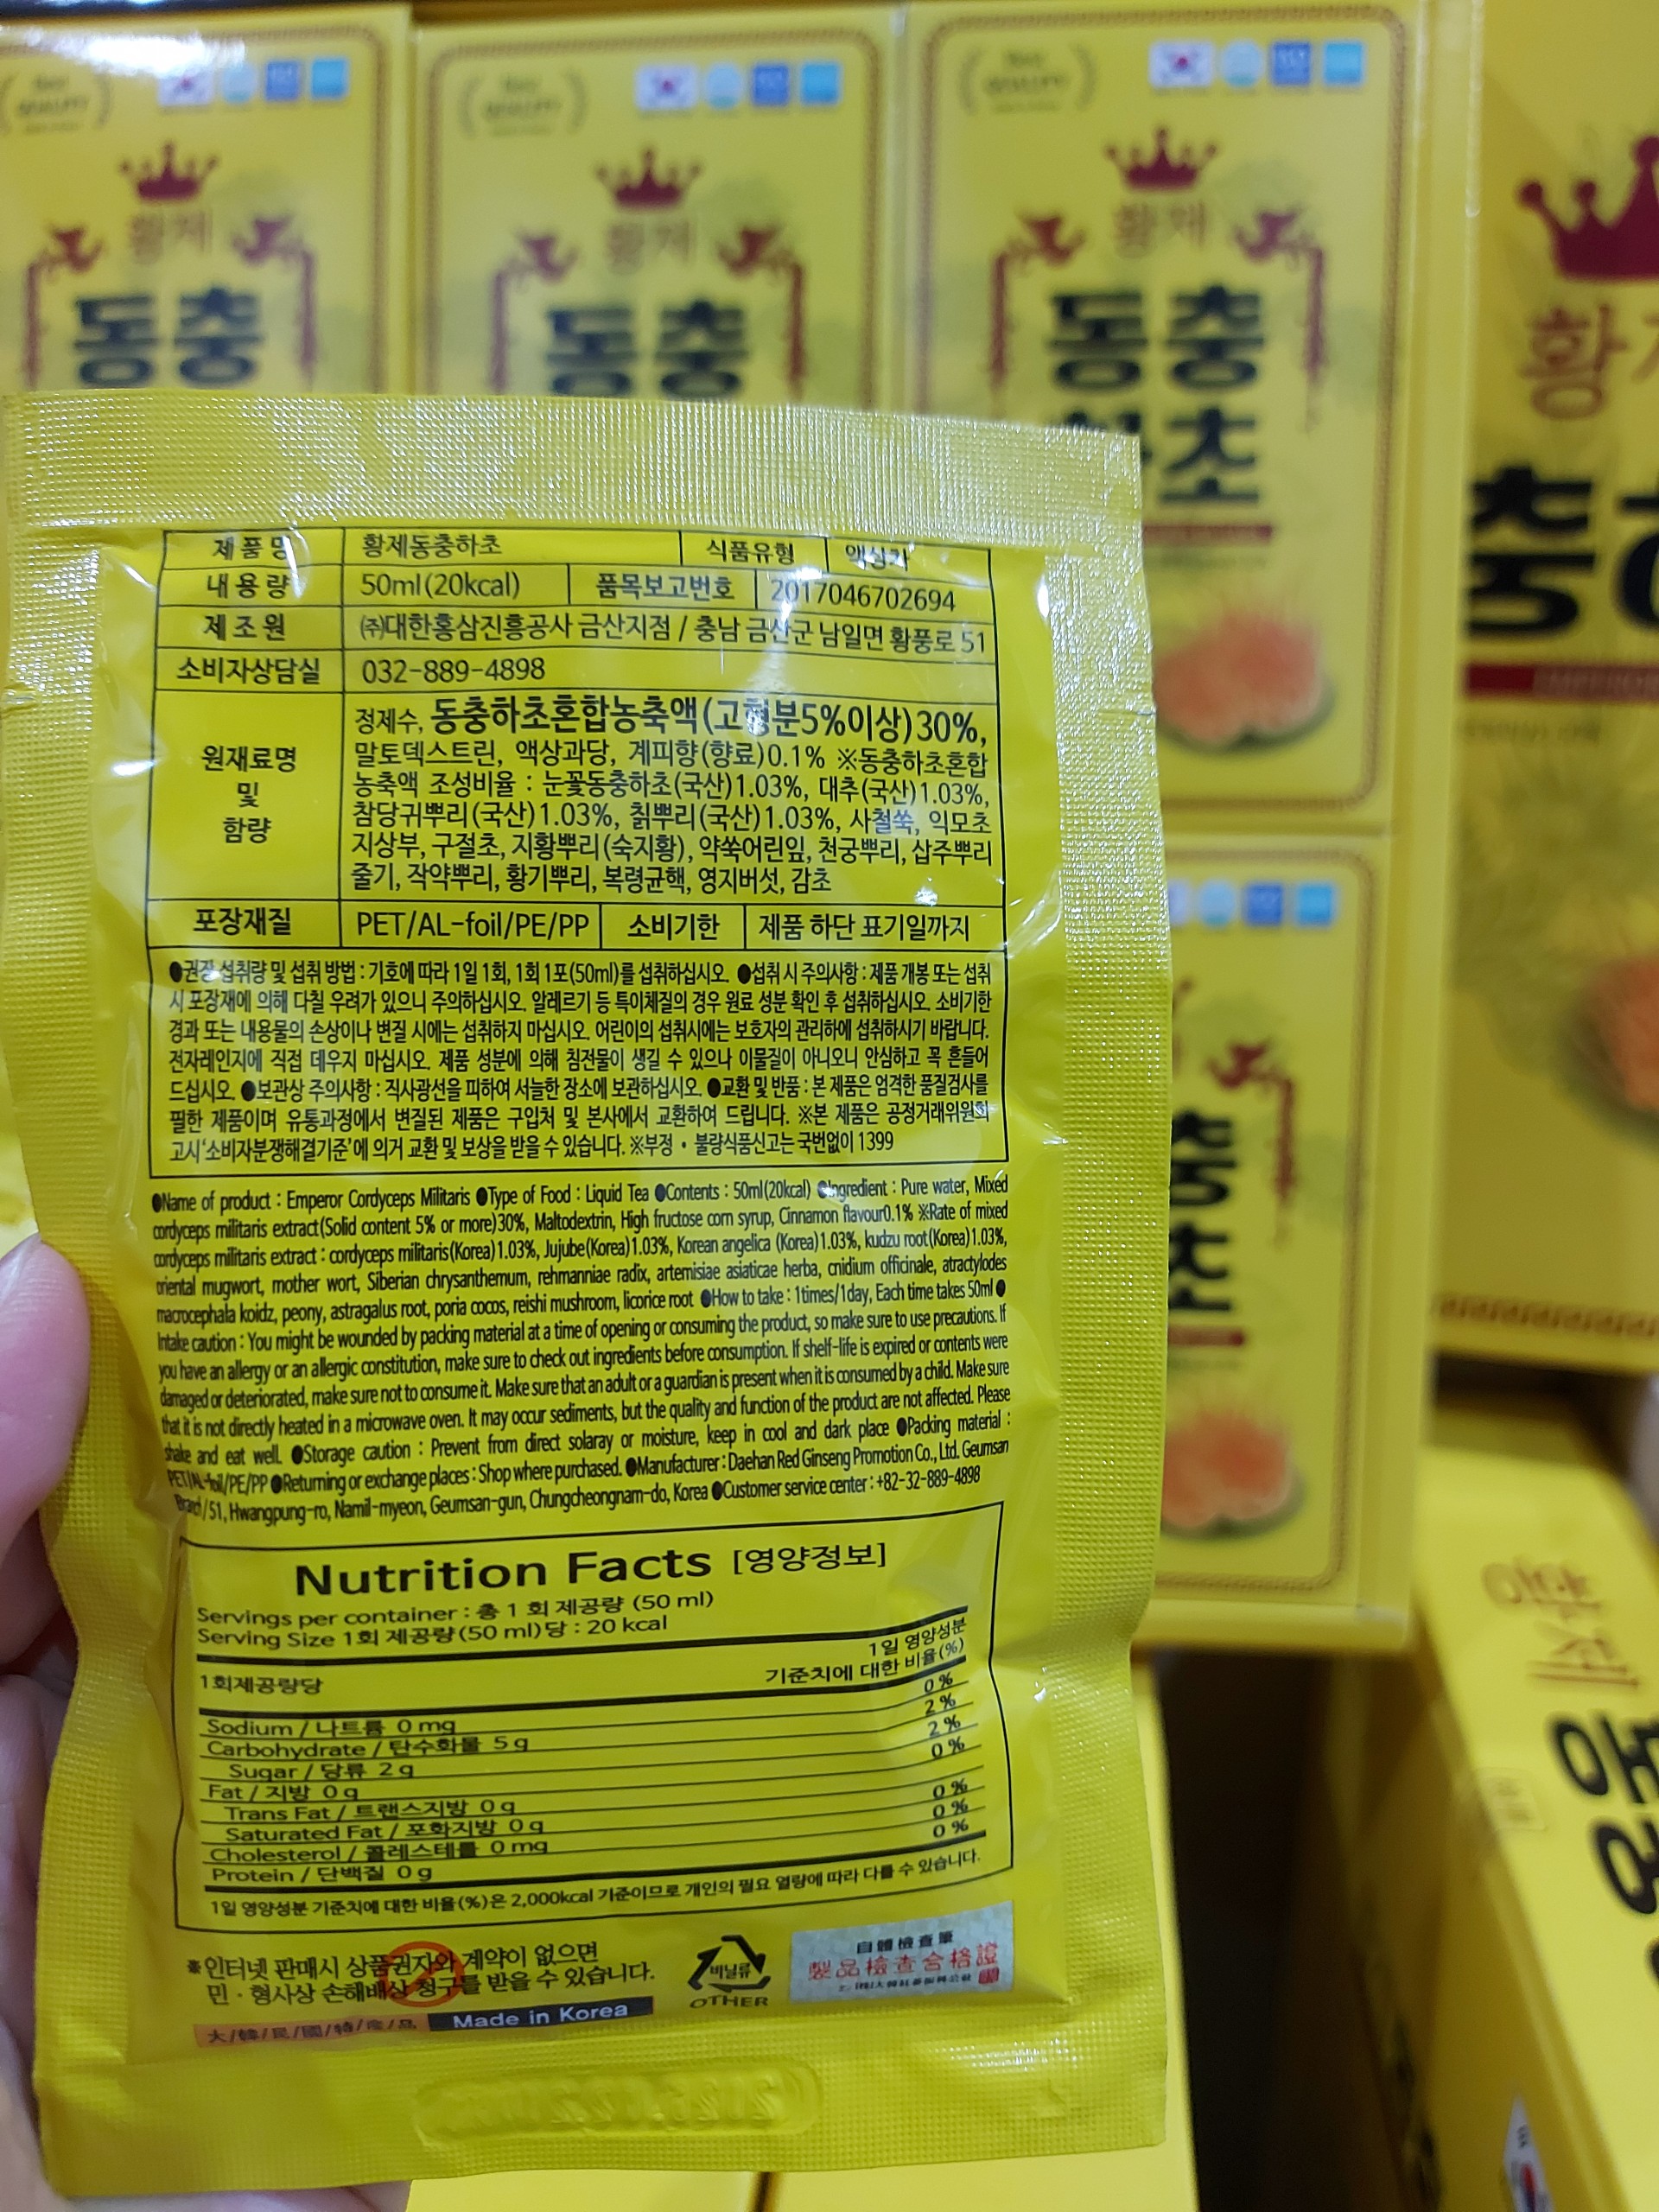 황제
동충
황제
동충
황제
동충
하초
제품명 황제동충하초 식품유형 액상차
내용량 50ml(20kcal) 품목보고번호 2017046702694
제조원 ㈜대한홍삼진흥공사 금산지점 / 충남 금산군 남일면 황풍로 51
소비자상담실 032-889-4898
원재료명 및 함량
정제수, 동충하초혼합농축액(고형분5%이상)30%,
말토덱스트린, 액상과당, 계피향(향료)0.1% ※동충하초혼합
농축액 조성비율 : 눈꽃동충하초(국산)1.03%, 대추(국산)1.03%,
참당귀뿌리(국산)1.03%, 칡뿌리(국산)1.03%, 사철쑥, 익모초
지상부, 구절초, 지황뿌리(숙지황), 약쑥어린잎, 천궁뿌리, 삽주뿌리
줄기, 작약뿌리, 황기뿌리, 복령균핵, 영지버섯, 감초
포장재질 PET/AL-foil/PE/PP 소비기한 제품 하단 표기일까지
●권장 섭취량 및 섭취 방법 : 기호에 따라 1일 1회, 1회 1포(50ml)를 섭취하십시오. ●섭취 시 주의사항 : 제품 개봉 또는 섭취
시 포장재에 의해 다칠 우려가 있으니 주의하십시오. 알레르기 등 특이체질의 경우 원료 성분 확인 후 섭취하십시오. 소비기한
경과 또는 내용물의 손상이나 변질 시에는 섭취하지 마십시오. 어린이의 섭취시에는 보호자의 관리하에 섭취하시기 바랍니다.
전자레인지에 직접 데우지 마십시오. 제품 성분에 의해 침전물이 생길 수 있으나 이물질이 아니오니 안심하고 꼭 흔들어
드십시오. ●보관상 주의사항 : 직사광선을 피하여 서늘한 장소에 보관하십시오. ●교환 및 반품 : 본 제품은 엄격한 품질검사를
필한 제품이며 유통과정에서 변질된 제품은 구입처 및 본사에서 교환하여 드립니다. ※본 제품은 공정거래위원회
고시'소비자분쟁해결기준'에 의거 교환 및 보상을 받을 수 있습니다. ※부정 • 불량식품신고는 국번없이 1399
●Name of product : Emperor Cordyceps Militaris ●Type of Food : Liquid Tea ●Contents : 50ml(20kcal) ●Ingredient : Pure water, Mixed
cordyceps militaris extract(Solid content 5% or more)30%, Maltodextrin, High fructose corn syrup, Cinnamon flavour0.1% ※Rate of mixed
cordyceps militaris extract : cordyceps militaris(Korea)1.03%, Jujube(Korea)1.03%, Korean angelica (Korea)1.03%, kudzu root(Korea)1.03%,
oriental mugwort, mother wort, Siberian chrysanthemum, rehmanniae radix, artemisiae asiaticae herba, cnidium officinale, atractylodes
macrocephala koidz, peony, astragalus root, poria cocos, reishi mushroom, licorice root ●How to take : 1times/1day, Each time takes 50ml ●
Intake caution : You might be wounded by packing material at a time of opening or consuming the product, so make sure to use precautions. If
you have an allergy or an allergic constitution, make sure to check out ingredients before consumption. If shelf-life is expired or contents were
damaged or deteriorated, make sure not to consume it. Make sure that an adult or a guardian is present when it is consumed by a child. Make sure
that it is not directly heated in a microwave oven. It may occur sediments, but the quality and function of the product are not affected. Please
shake and eat well. ●Storage caution : Prevent from direct solaray or moisture, keep in cool and dark place ●Packing material :
PET/AL-foil/PE/PP ●Returning or exchange places : Shop where purchased. ●Manufacturer : Daehan Red Ginseng Promotion Co., Ltd. Geumsan
Branch/51, Hwangpung-ro, Namil-myeon, Geumsan-gun, Chungcheongnam-do, Korea ●Customer service center : +82-32-889-4898
Nutrition Facts [영양정보]
Servings per container : 총 1 회 제공량 (50 ml)
Serving Size 1회 제공량(50 ml)당 : 20 kcal
1회제공량당 1일 영양성분 기준치에 대한 비율(%)
Sodium / 나트륨 0 mg 0 %
Carbohydrate / 탄수화물 5 g 2 %
Sugar / 당류 2 g 2 %
Fat / 지방 0 g 0 %
Trans Fat / 트랜스지방 0 g
Saturated Fat / 포화지방 0 g 0 %
Cholesterol / 콜레스테롤 0 mg 0 %
Protein / 단백질 0 g 0 %
1일 영양성분 기준치에 대한 비율(%)은 2,000kcal 기준이므로 개인의 필요 열량에 따라 다를 수 있습니다.
※인터넷 판매시 상품권자와 계약이 없으면
민 · 형사상 손해배상 청구를 받을 수 있습니다.
비닐류
OTHER
自體檢查畢
製品檢査合格證
大/韓/民/國/特/産/品 Made in Korea